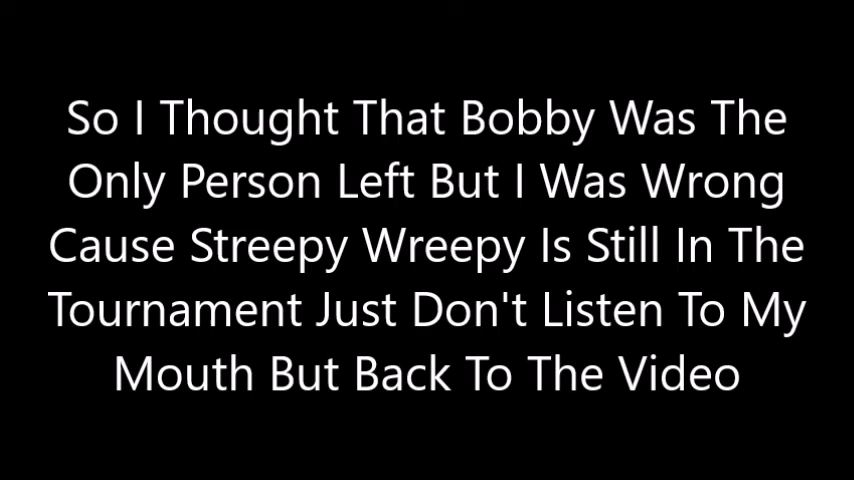 So I Thought That Bobby Was The
Only Person Left But I Was Wrong
Cause Streepy Wreepy Is Still In The
Tournament Just Don't Listen To My
Mouth But Back To The Video